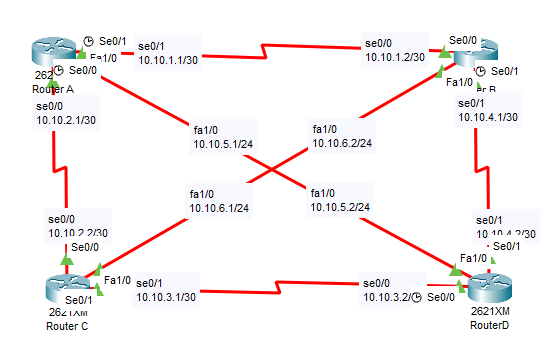 Se0/1
se0/1
10.10.1.1/30
se0/0
10.10.1.2/30
Se0/0
Fa1/0
262
Se0/0
Router A
Se0/1
Fa1/0
er B
se0/0
10.10.2.1/30
se0/1
10.10.4.1/30
fa1/0
10.10.5.1/24
fa1/0
10.10.6.2/24
fa1/0
10.10.6.1/24
fa1/0
10.10.5.2/24
se0/0
10.10.2.2/30
Se0/0
se0/1
10.10.4.2/30
Se0/1
Fa1/0
Fa1/0
se0/1
10.10.3.1/30
se0/0
10.10.3.2/
Se0/0
Se0/1
2621XM
Router C
2621XM
RouterD